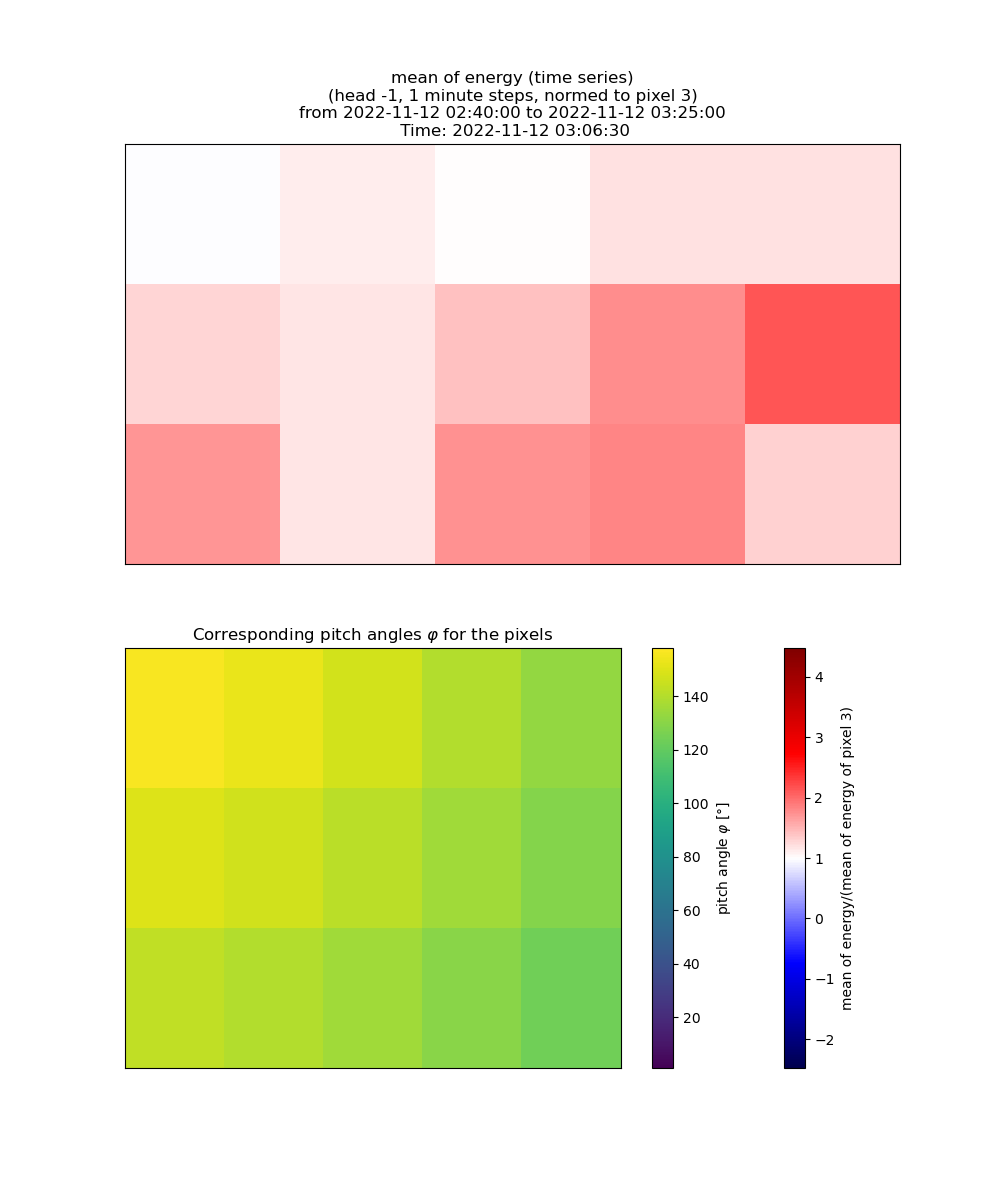 mean of energy (time series)
(head -1, 1 minute steps, normed to pixel 3)
from 2022-11-12 02:40:00 to 2022-11-12 03:25:00
Time: 2022-11-12 03:06:30
Corresponding pitch angles φ for the pixels
140
120
100
80
60
40
20
pitch angle φ [°]
4
3
2
1
0
−1
−2
mean of energy/(mean of energy of pixel 3)